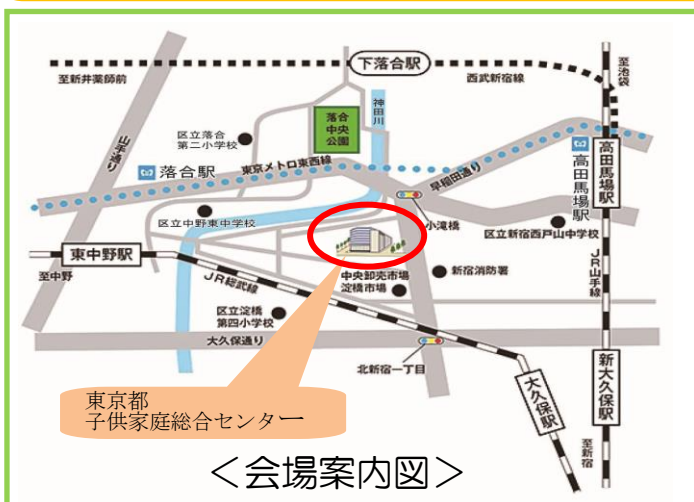 下落合駅
至新井薬師前
西武新宿線
至池袋
山手通り
区立落合
第二小学校
落合
中央
公園
神田川
落合駅
東京メトロ東西線
早稲田通り
高田馬場駅
高田馬場駅
区立中野東中学校
小滝橋
区立新宿西戸山中学校
東中野駅
至中野
JR総武線
中央卸売市場
淀橋市場
新宿消防署
JR山手線
区立淀橋
第四小学校
大久保通り
北新宿一丁目
大久保駅
新大久保駅
至新宿
東京都
子供家庭総合センター
＜会場案内図＞